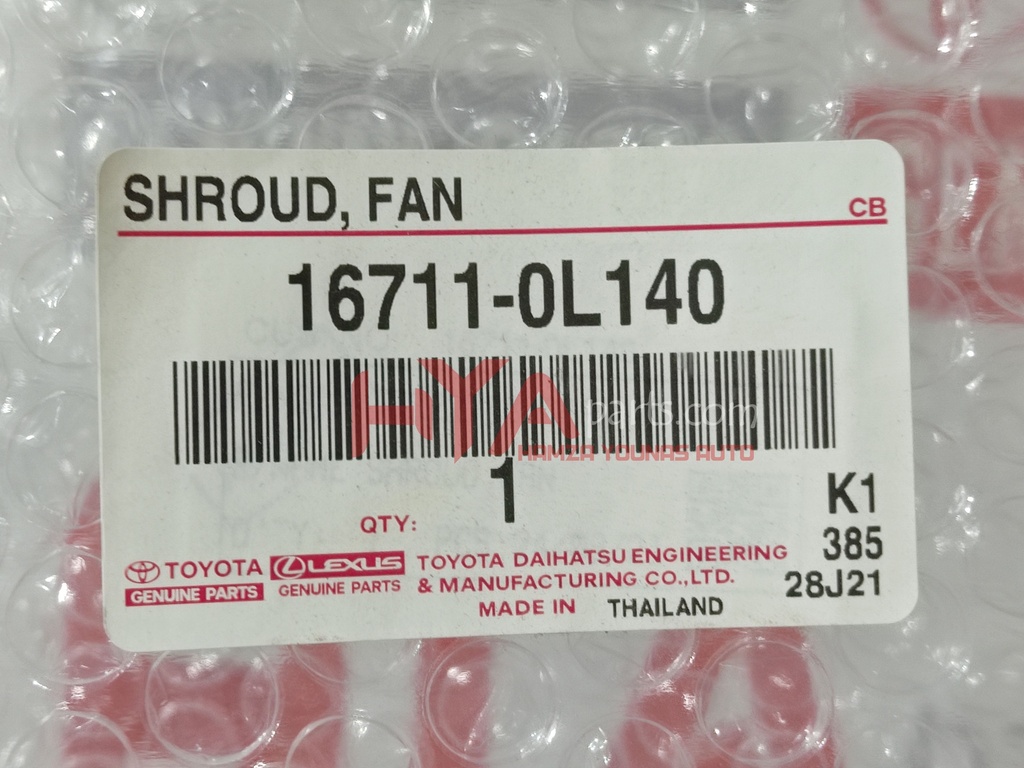 SHROUD, FAN
CB
16711-0L140
HYA parts.com
HAMZA YOUNAS AUTO
1
QTY:
K1
385
28J21
TOYOTA
GENUINE PARTS
LEXUS
GENUINE PARTS
TOYOTA DAIHATSU ENGINEERING
& MANUFACTURING CO.,LTD.
MADE IN THAILAND